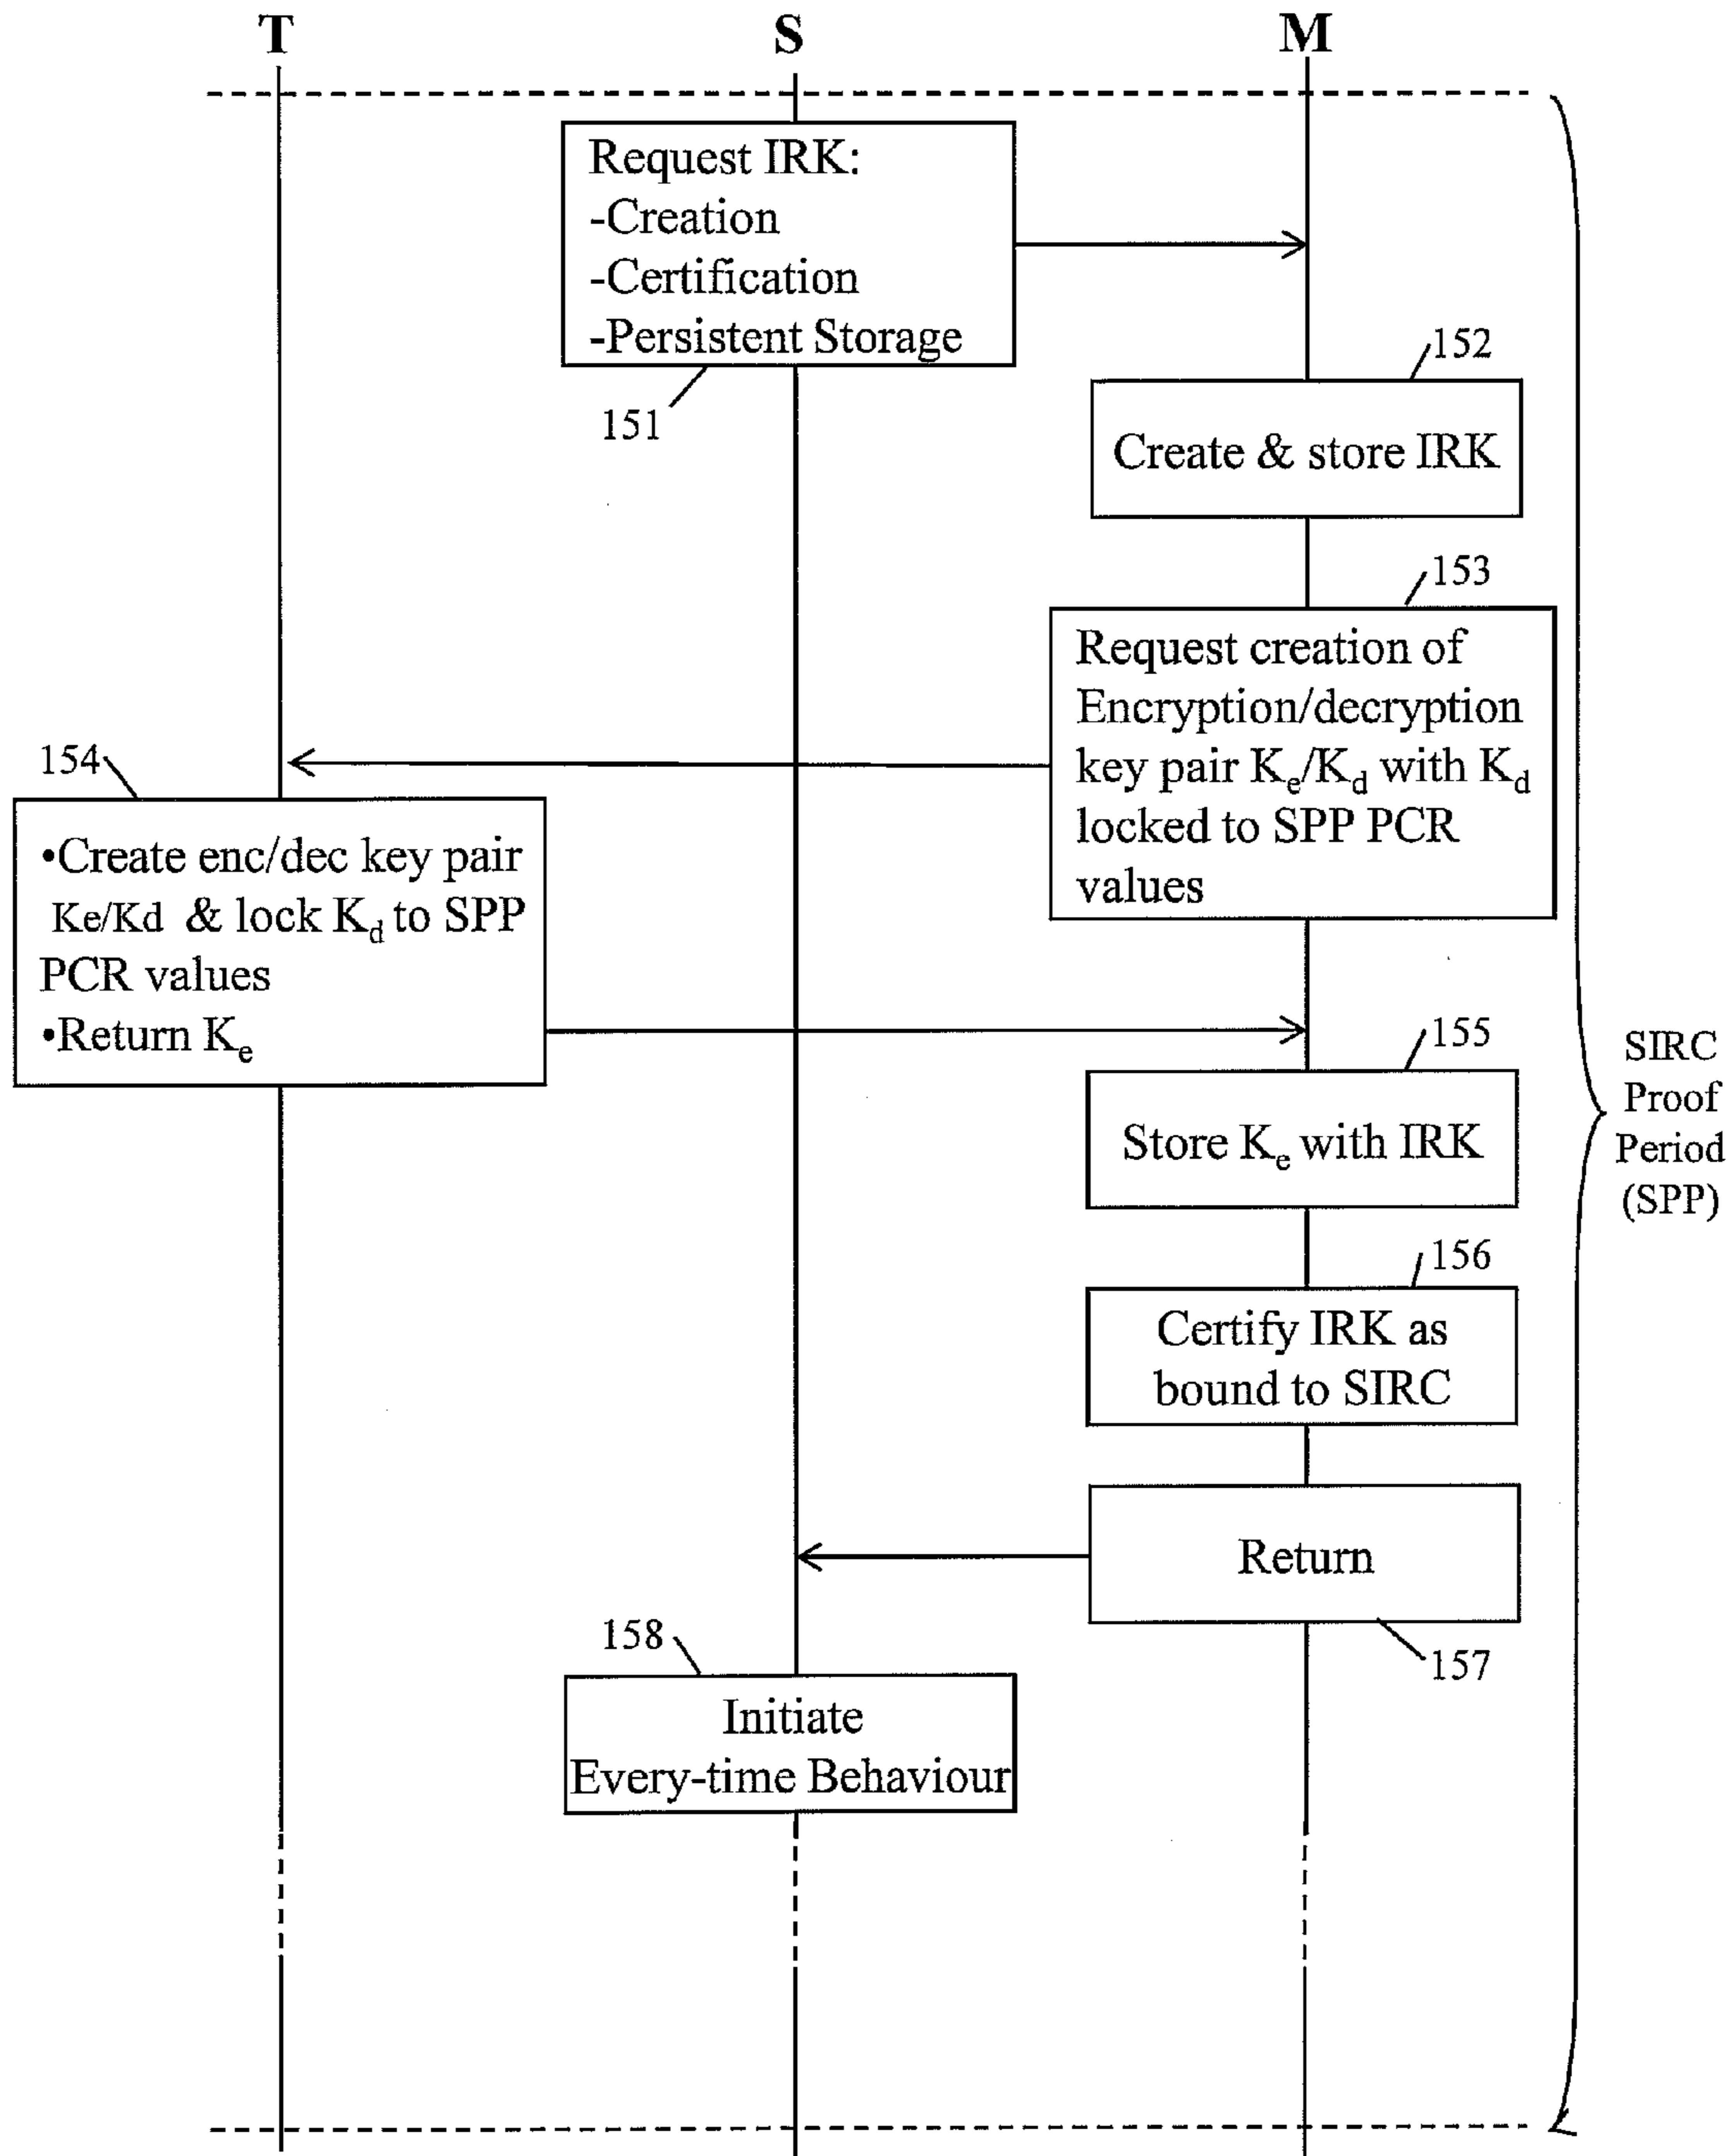 T
S
M
Request IRK:
-Creation
-Certification
-Persistent Storage
151
152
Create & store IRK
153
Request creation of
Encryption/decryption
key pair Ke/Kd with Kd
locked to SPP PCR
values
154
•Create enc/dec key pair
Ke/Kd & lock Kd to SPP
PCR values
•Return Ke
155
Store Ke with IRK
SIRC
Proof
Period
(SPP)
156
Certify IRK as
bound to SIRC
Return
157
158
Initiate
Every-time Behaviour